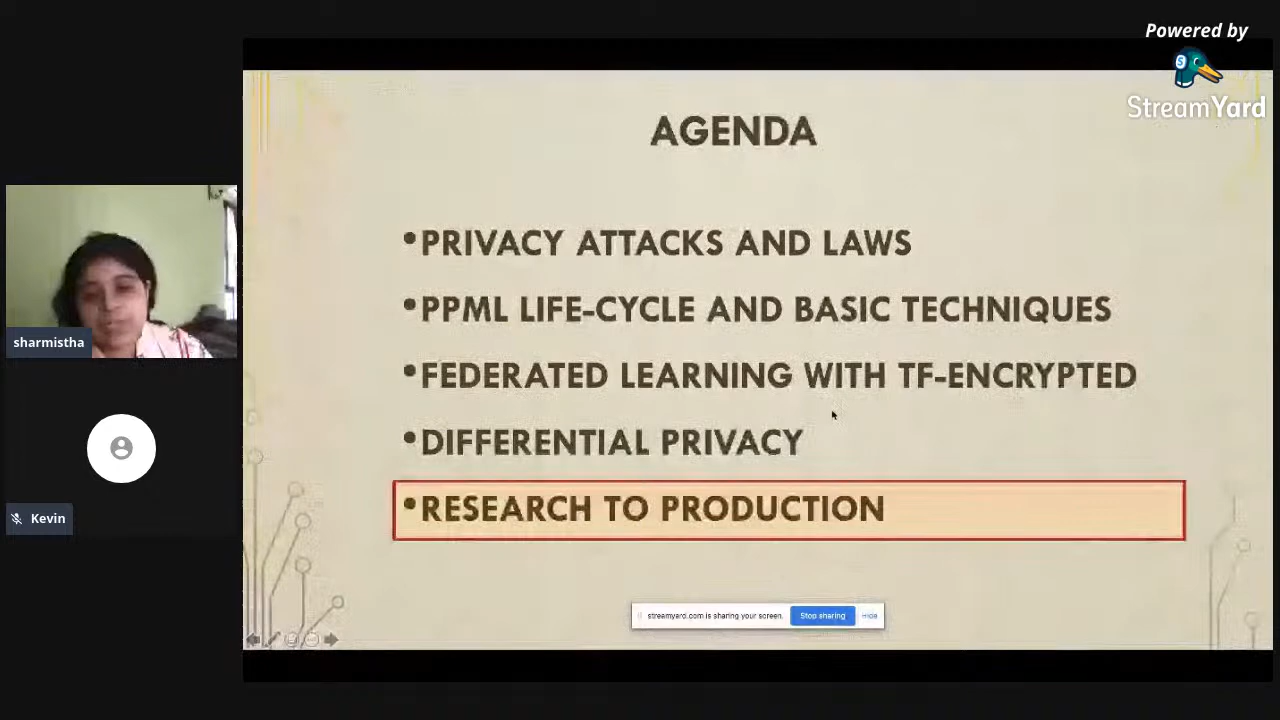 Powered by
StreamYard
AGENDA
•PRIVACY ATTACKS AND LAWS
•PPML LIFE-CYCLE AND BASIC TECHNIQUES
•FEDERATED LEARNING WITH TF-ENCRYPTED
•DIFFERENTIAL PRIVACY
•RESEARCH TO PRODUCTION
sharmistha
Kevin
streamyard.com is sharing your screen. Stop sharing Hide